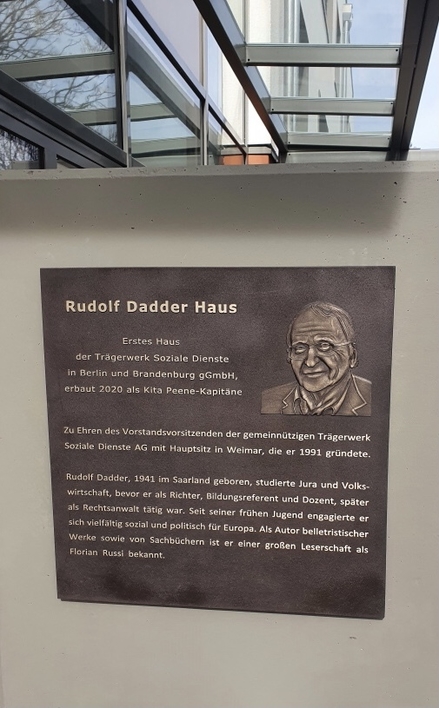 Rudolf Dadder Haus
Erstes Haus
der Trägerwerk Soziale Dienste
in Berlin und Brandenburg gGmbH,
erbaut 2020 als Kita Peene-Kapitäne
Zu Ehren des Vorstandsvorsitzenden der gemeinnützigen Trägerwerk
Soziale Dienste AG mit Hauptsitz in Weimar, die er 1991 gründete.
Rudolf Dadder, 1941 im Saarland geboren, studierte Jura und Volks-
wirtschaft, bevor er als Richter, Bildungsreferent und Dozent, später
als Rechtsanwalt tätig war. Seit seiner frühen Jugend engagierte er
sich vielfältig sozial und politisch für Europa. Als Autor belletristischer
Werke sowie von Sachbüchern ist er einer großen Leserschaft als
Florian Russi bekannt.